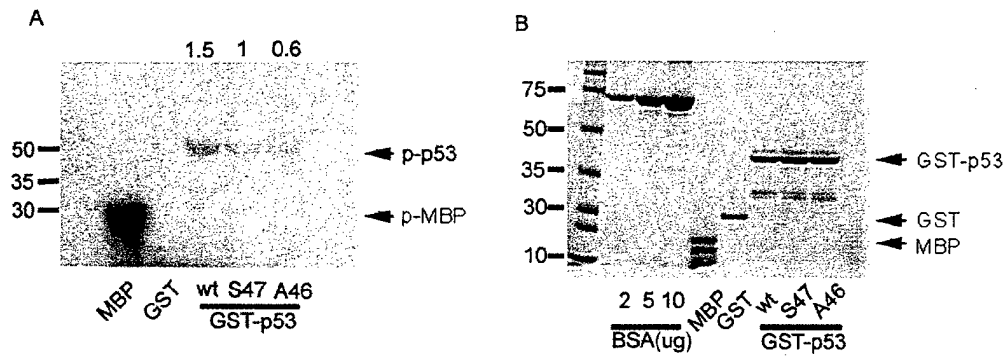 A
1.5 1 0.6
50
35
30
p-p53
p-MBP
MBP GST wt S47 A46
GST-p53
B
75
50
35
30
10
GST-p53
GST
MBP
2 5 10 MBP GST wt S47 A46
BSA(ug) GST-p53